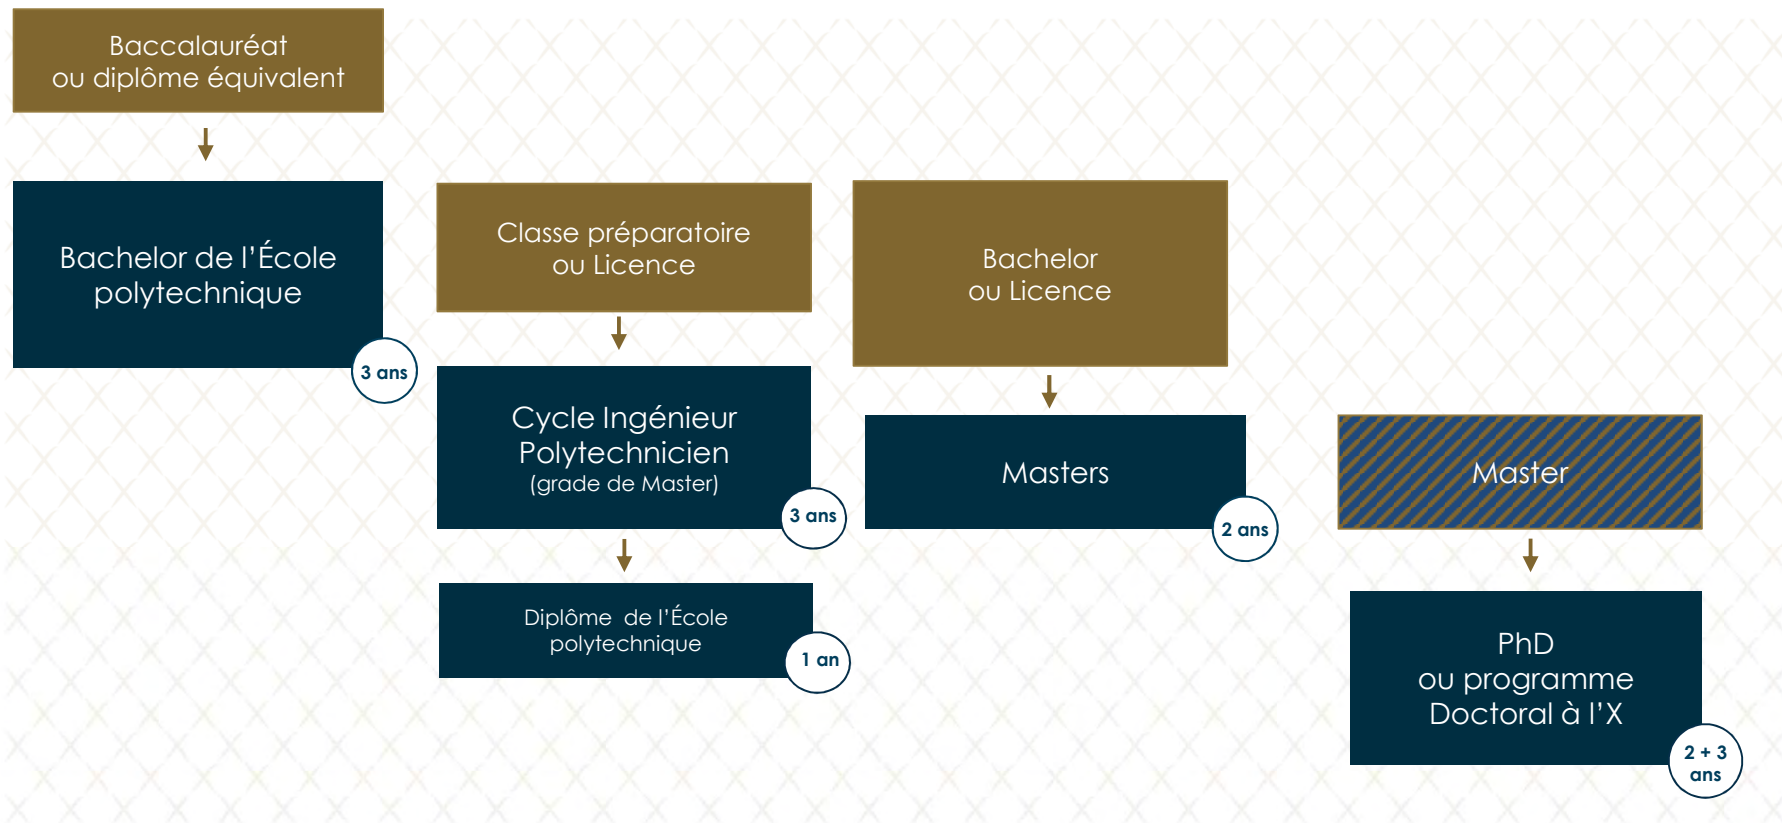 Baccalauréat
ou diplôme équivalent
Bachelor de l’École
polytechnique
3 ans
Classe préparatoire
ou Licence
Cycle Ingénieur
Polytechnicien
(grade de Master)
3 ans
Diplôme de l’École
polytechnique
1 an
Bachelor
ou Licence
Masters
2 ans
Master
PhD
ou programme
Doctoral à l’X
2 + 3
ans